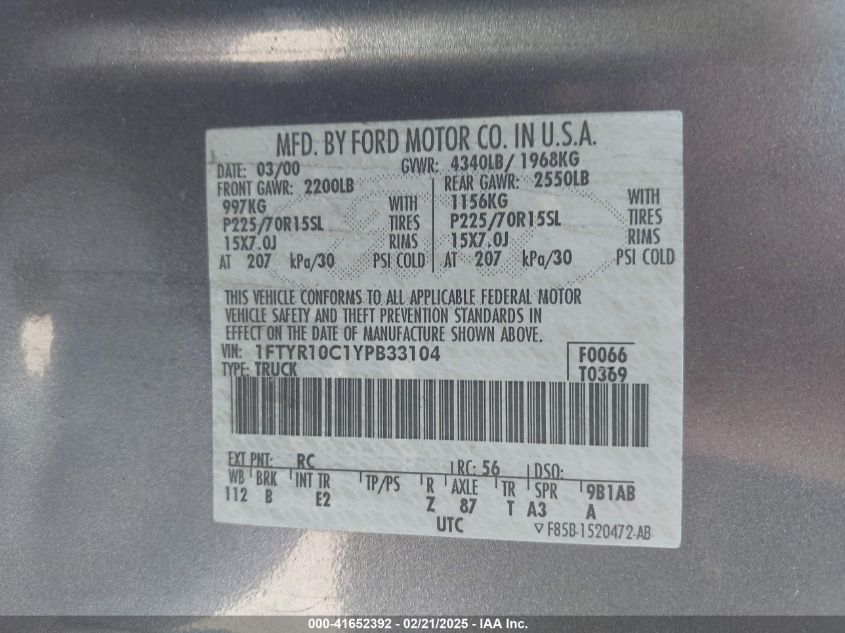 MFD. BY FORD MOTOR CO. IN U.S.A.
DATE: 03/00 GVWR: 4340LB/ 1968KG
FRONT GAWR: 2200LB REAR GAWR: 2550LB
997KG WITH 1156KG WITH
P225/70R15SL TIRES P225/70R15SL TIRES
15X7.0J RIMS 15X7.0J RIMS
AT 207 kPa/30 PSI COLD AT 207 kPa/30 PSI COLD
THIS VEHICLE CONFORMS TO ALL APPLICABLE FEDERAL MOTOR
VEHICLE SAFETY AND THEFT PREVENTION STANDARDS IN
EFFECT ON THE DATE OF MANUFACTURE SHOWN ABOVE.
VIN: 1FTYR10C1YPB33104 F0066
TYPE: TRUCK T0369
EXT PNT: RC RC: 56 DSO:
WB BRK INT TR TP/PS R AXLE TR SPR 9B1AB
112 B E2 Z 87 T A3 A
UTC ▽ F85B-1520472-AB
000-41652392 - 02/21/2025 - IAA Inc.